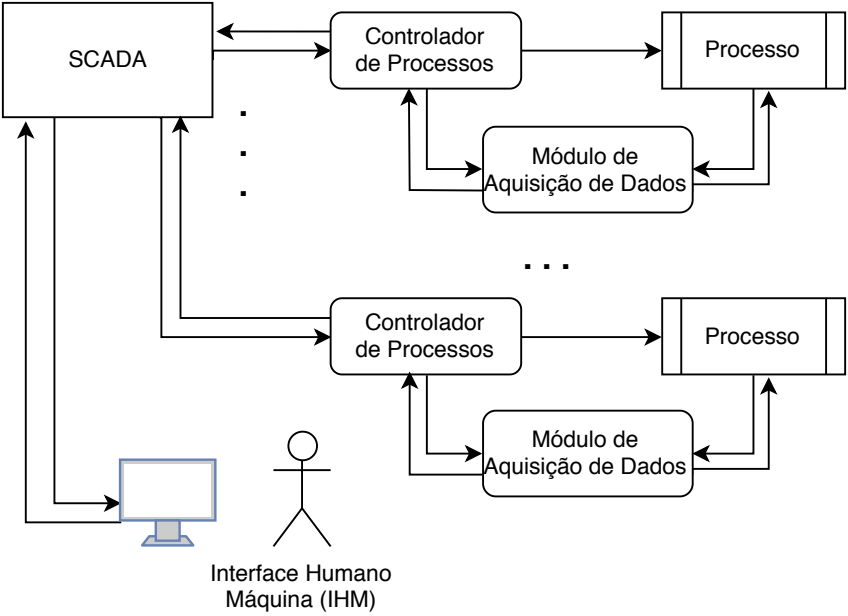 SCADA
Controlador
de Processos
Processo
Módulo de
Aquisição de Dados
. . .
Controlador
de Processos
Processo
Módulo de
Aquisição de Dados
Interface Humano
Máquina (IHM)